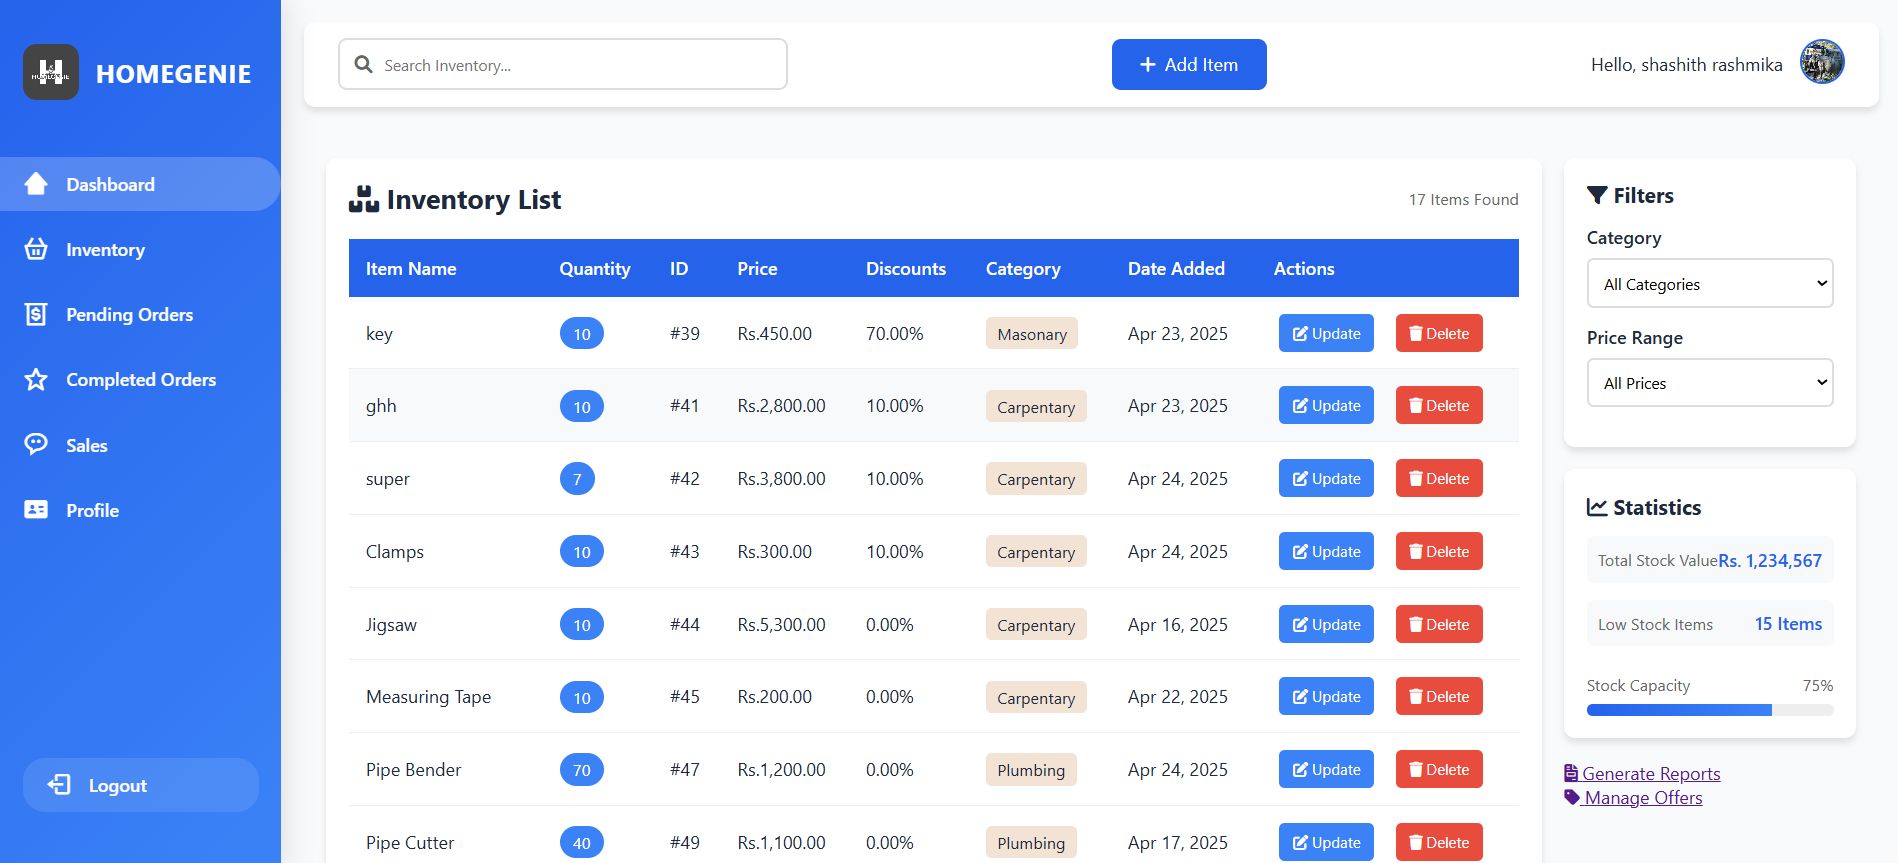 HOMEGENIE
Dashboard
Inventory
Pending Orders
Completed Orders
Sales
Profile
Logout
Search Inventory...
Add Item
Hello, shashith rashmika
Inventory List
17 Items Found
Item Name Quantity ID Price Discounts Category Date Added Actions
key 10 #39 Rs.450.00 70.00% Masonary Apr 23, 2025 Update Delete
ghh 10 #41 Rs.2,800.00 10.00% Carpentary Apr 23, 2025 Update Delete
super 7 #42 Rs.3,800.00 10.00% Carpentary Apr 24, 2025 Update Delete
Clamps 10 #43 Rs.300.00 10.00% Carpentary Apr 24, 2025 Update Delete
Jigsaw 10 #44 Rs.5,300.00 0.00% Carpentary Apr 16, 2025 Update Delete
Measuring Tape 10 #45 Rs.200.00 0.00% Carpentary Apr 22, 2025 Update Delete
Pipe Bender 70 #47 Rs.1,200.00 0.00% Plumbing Apr 24, 2025 Update Delete
Pipe Cutter 40 #49 Rs.1,100.00 0.00% Plumbing Apr 17, 2025 Update Delete
Filters
Category
All Categories
Price Range
All Prices
Statistics
Total Stock Value Rs. 1,234,567
Low Stock Items 15 Items
Stock Capacity 75%
Generate Reports
Manage Offers